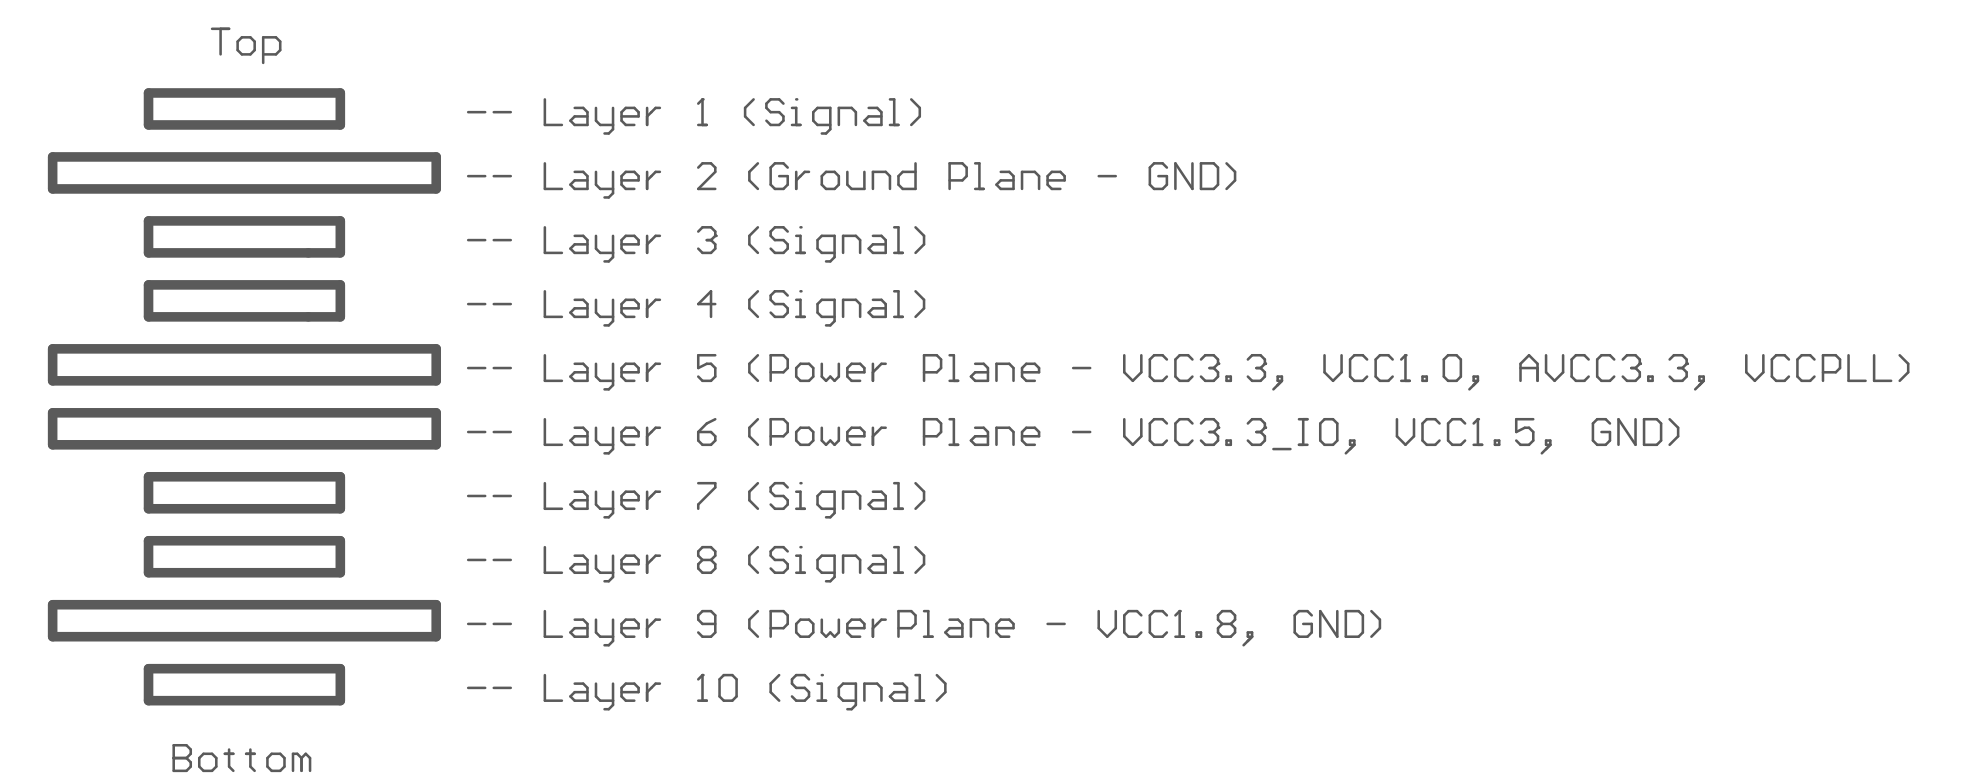 Top
-- Layer 1 (Signal)
-- Layer 2 (Ground Plane - GND)
-- Layer 3 (Signal)
-- Layer 4 (Signal)
-- Layer 5 (Power Plane - VCC3.3, VCC1.0, AVCC3.3, VCCPLL)
-- Layer 6 (Power Plane - VCC3.3_IO, VCC1.5, GND)
-- Layer 7 (Signal)
-- Layer 8 (Signal)
-- Layer 9 (PowerPlane - VCC1.8, GND)
-- Layer 10 (Signal)
Bottom